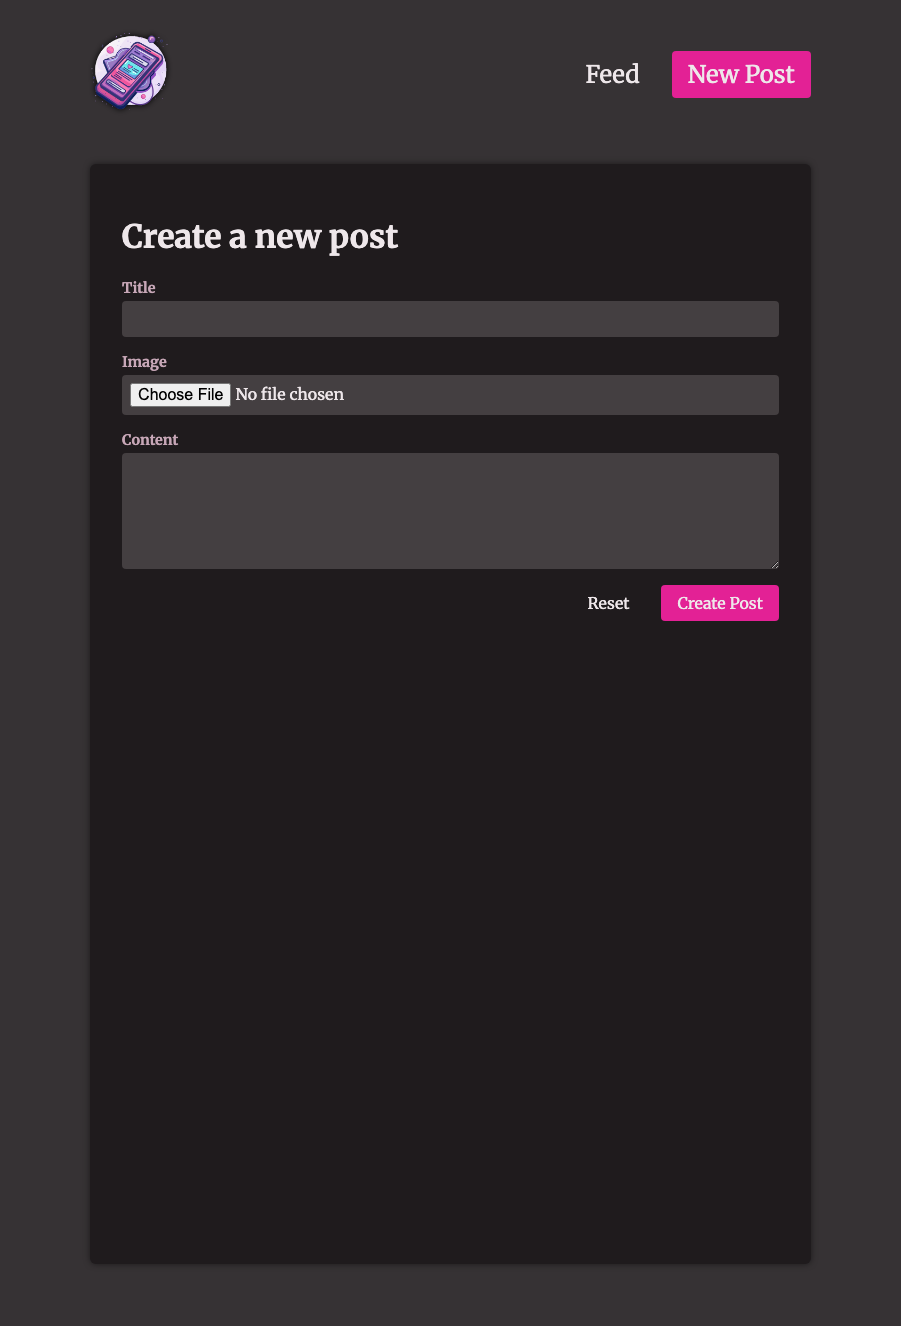 Feed
New Post
Create a new post
Title
Image
Choose File No file chosen
Content
Reset
Create Post